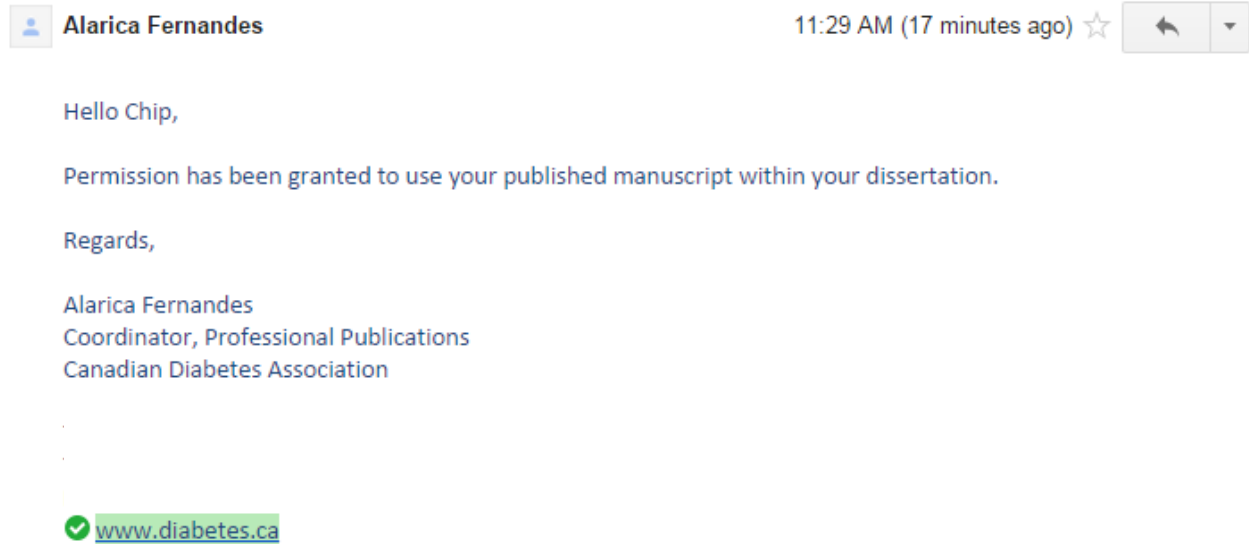 Alarica Fernandes 11:29 AM (17 minutes ago)
Hello Chip,
Permission has been granted to use your published manuscript within your dissertation.
Regards,
Alarica Fernandes
Coordinator, Professional Publications
Canadian Diabetes Association
www.diabetes.ca